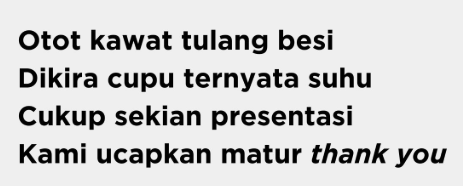 Otot kawat tulang besi
Dikira cupu ternyata suhu
Cukup sekian presentasi
Kami ucapkan matur thank you